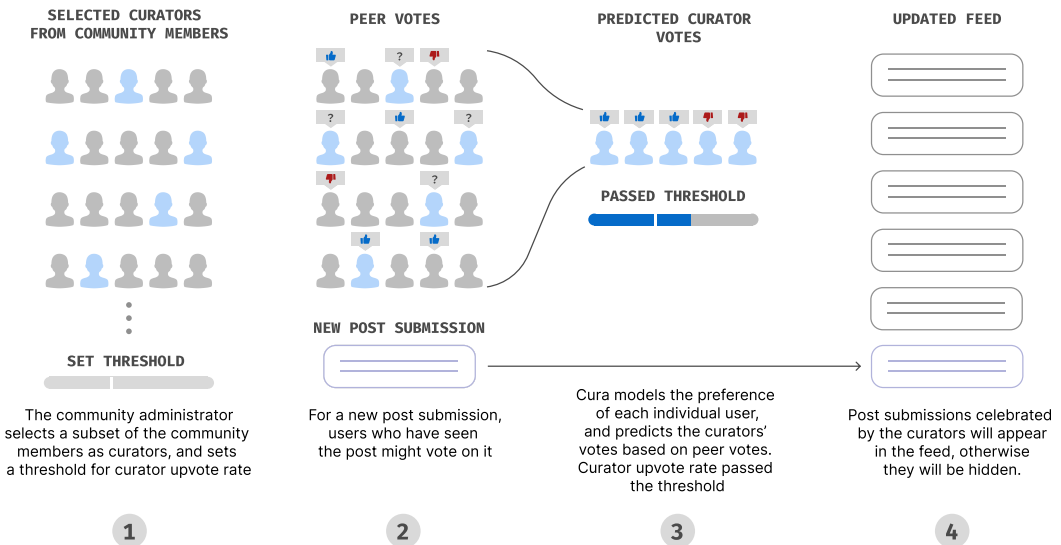 SELECTED CURATORS
FROM COMMUNITY MEMBERS
SET THRESHOLD
The community administrator
selects a subset of the community
members as curators, and sets
a threshold for curator upvote rate
1
PEER VOTES
?
?
?
?
NEW POST SUBMISSION
For a new post submission,
users who have seen
the post might vote on it
2
PREDICTED CURATOR
VOTES
PASSED THRESHOLD
Cura models the preference
of each individual user,
and predicts the curators’
votes based on peer votes.
Curator upvote rate passed
the threshold
3
UPDATED FEED
Post submissions celebrated
by the curators will appear
in the feed, otherwise
they will be hidden.
4